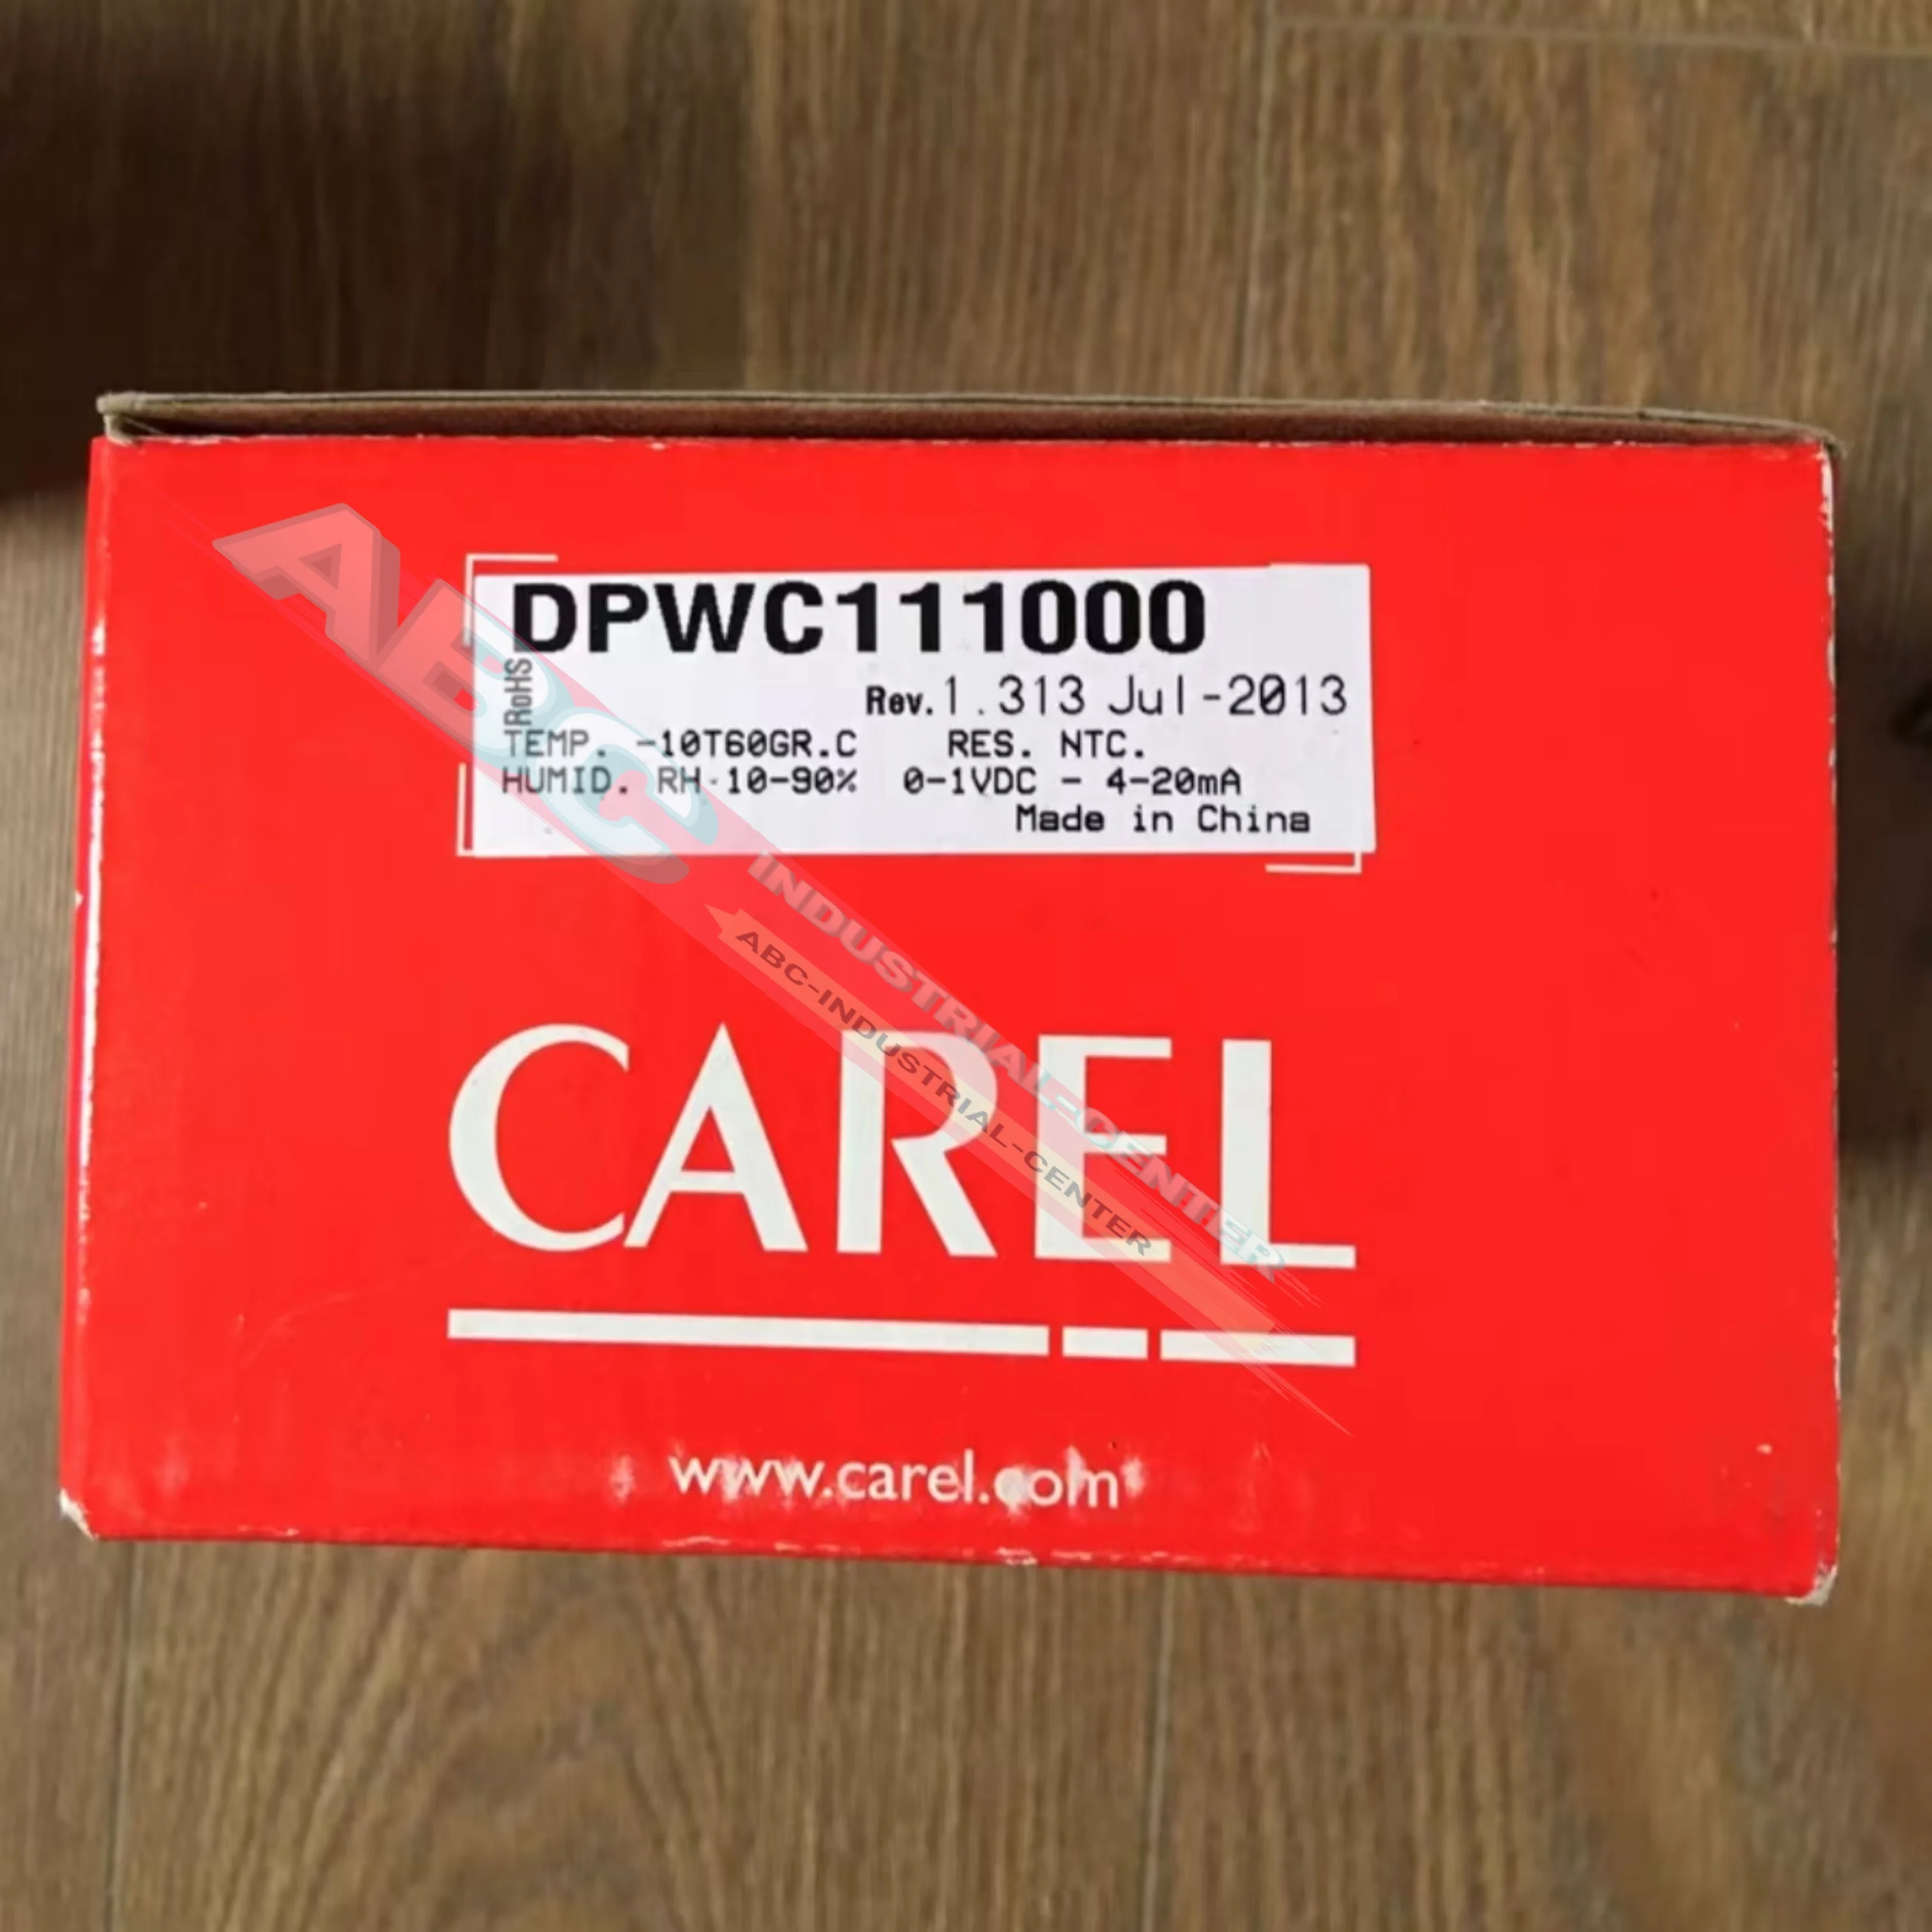 DPWC111000
RoHS
Rev.1.313 Jul-2013
TEMP. -10T60GR.C RES. NTC.
HUMID. RH 10-90% 0-1VDC - 4-20mA
Made in China
ABC
INDUSTRIAL-CENTER
ABC-INDUSTRIAL-CENTER
CAREL
www.carel.com